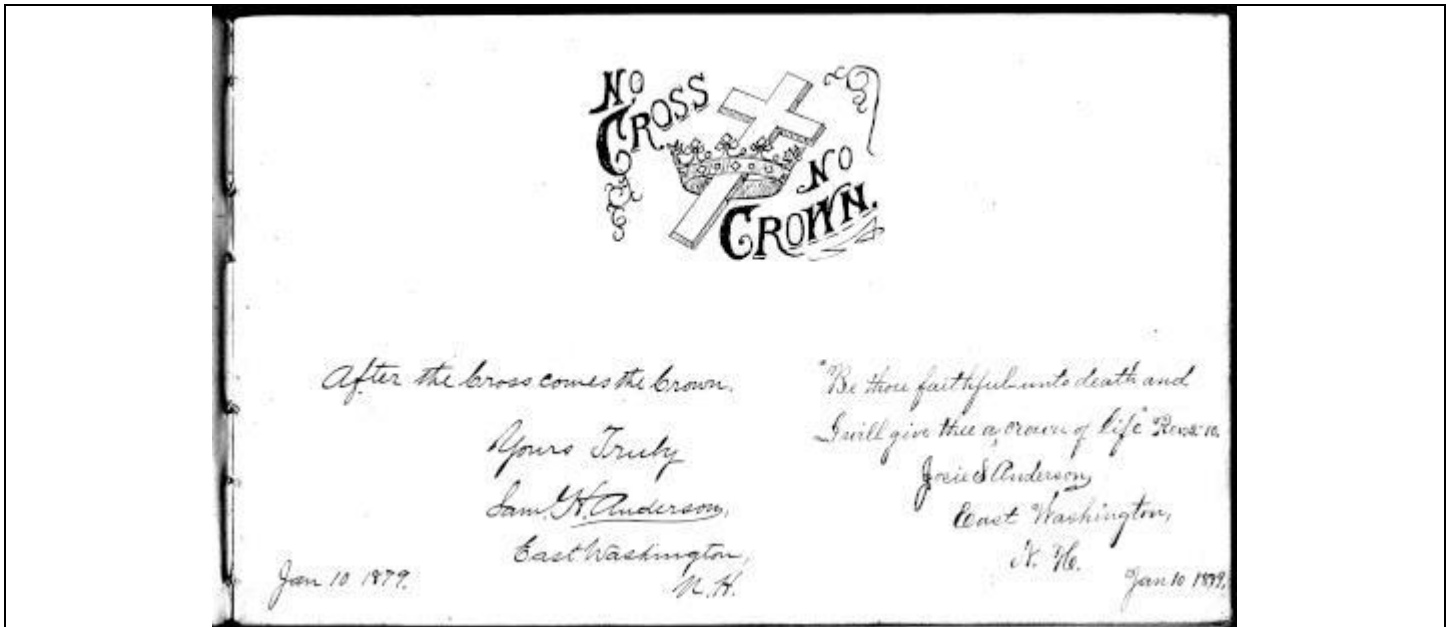 No
Cross
No
Crown.
After the Cross comes the Crown.
Yours Truly
Sam. H. Anderson,
East Washington,
N.H.
Jan 10 1879.
"Be thou faithful unto death and
I will give thee a crown of life" Rev. 2:10.
Josie S Anderson,
East Washington,
N. H.
Jan 10 1879.